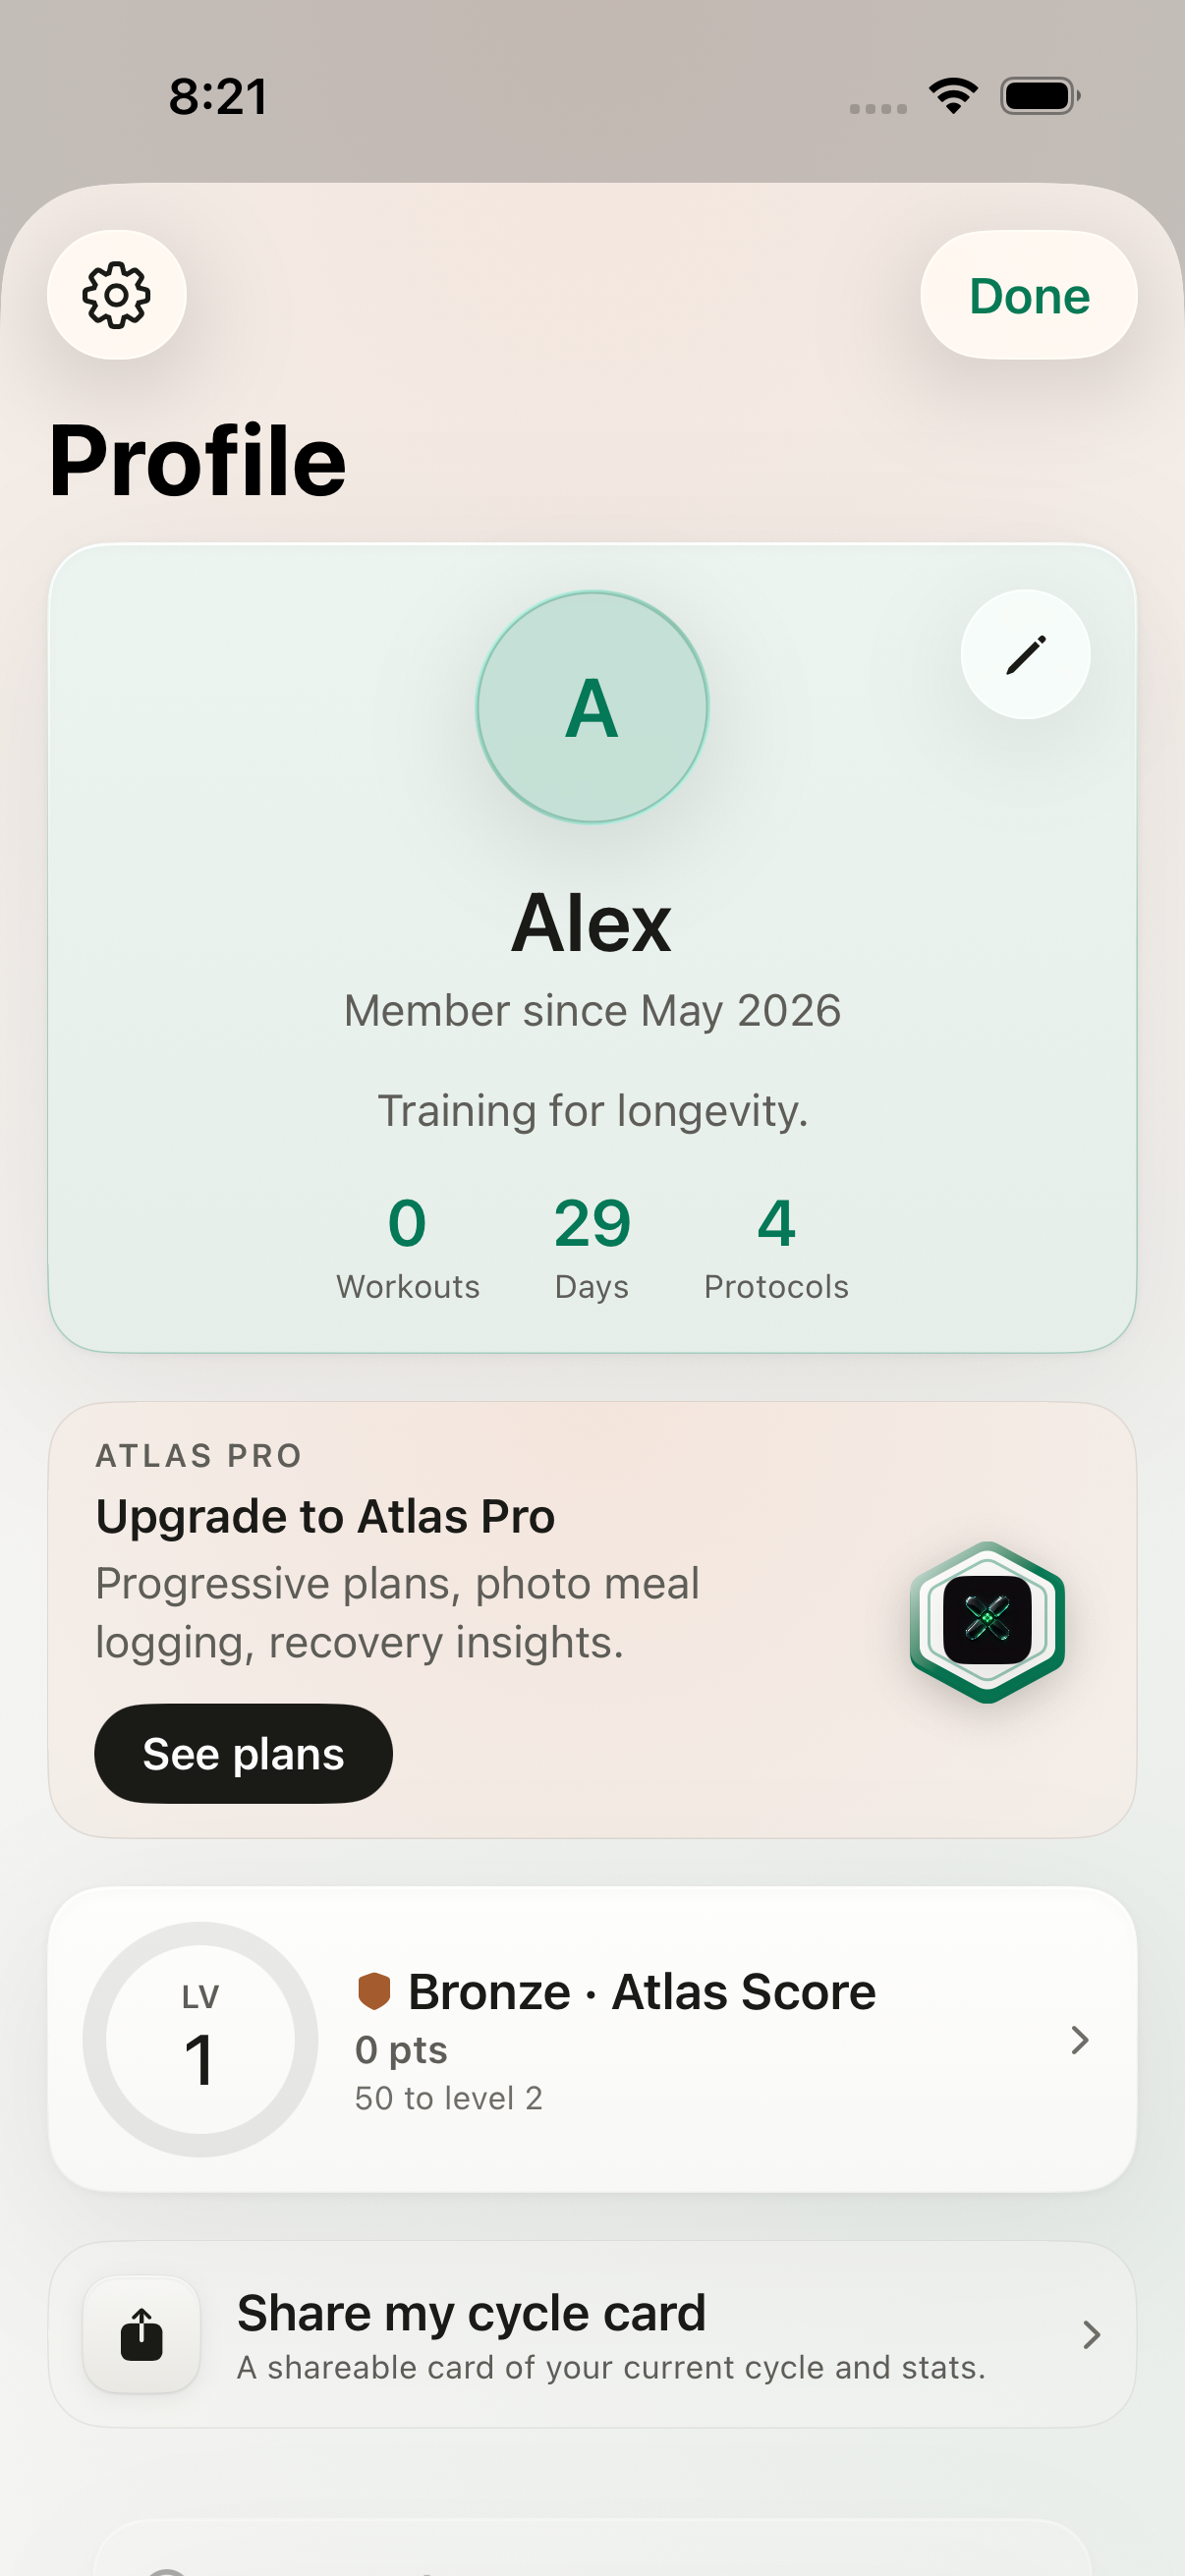 8:21
Done
Profile
A
Alex
Member since May 2026
Training for longevity.
0 29 4
Workouts Days Protocols
ATLAS PRO
Upgrade to Atlas Pro
Progressive plans, photo meal
logging, recovery insights.
See plans
LV
1
Bronze · Atlas Score
0 pts
50 to level 2
Share my cycle card
A shareable card of your current cycle and stats.